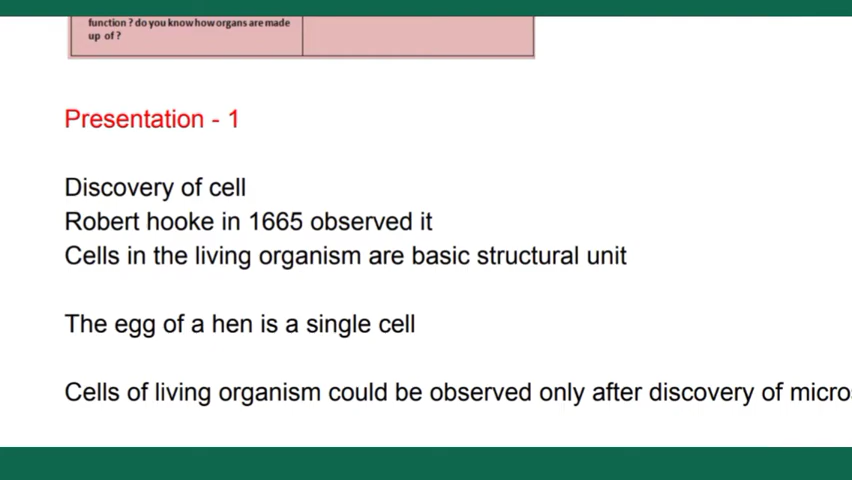 function ? do you know how organs are made
up of ?
Presentation - 1
Discovery of cell
Robert hooke in 1665 observed it
Cells in the living organism are basic structural unit
The egg of a hen is a single cell
Cells of living organism could be observed only after discovery of micro